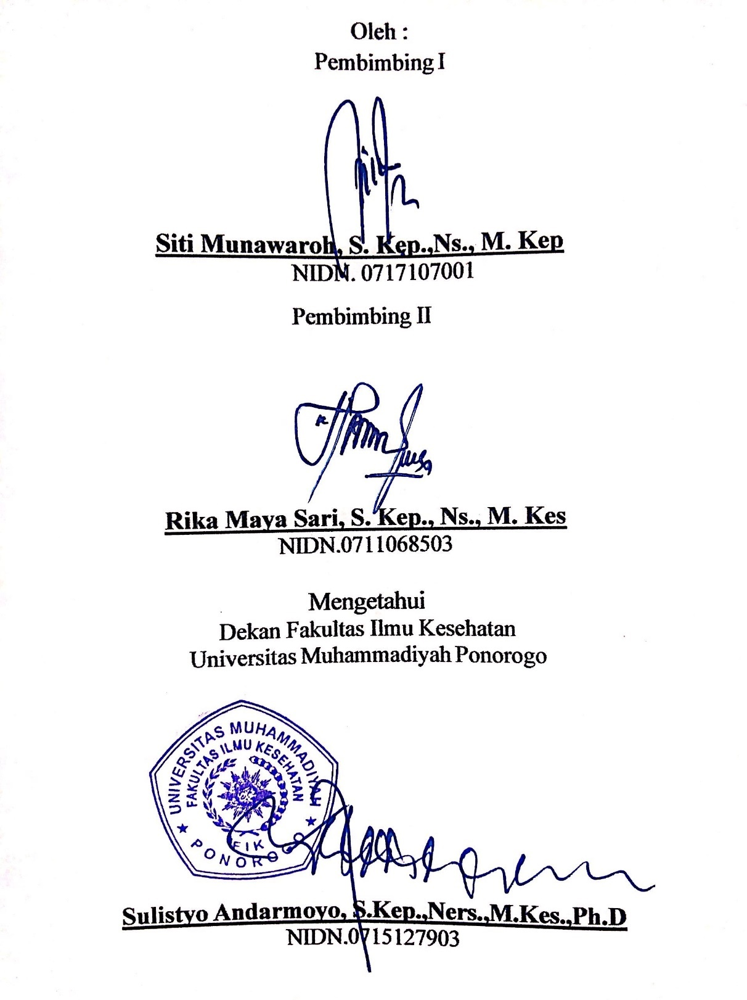 Oleh :
Pembimbing I
Siti Munawaroh, S. Kep.,Ns., M. Kep
NIDN. 0717107001
Pembimbing II
Rika Maya Sari, S. Kep., Ns., M. Kes
NIDN.0711068503
Mengetahui
Dekan Fakultas Ilmu Kesehatan
Universitas Muhammadiyah Ponorogo
UNIVERSITAS MUHAMMADIYAH
FAKULTAS ILMU KESEHATAN
FIK
PONOROGO
Sulistyo Andarmoyo, S.Kep.,Ners.,M.Kes.,Ph.D
NIDN.0715127903